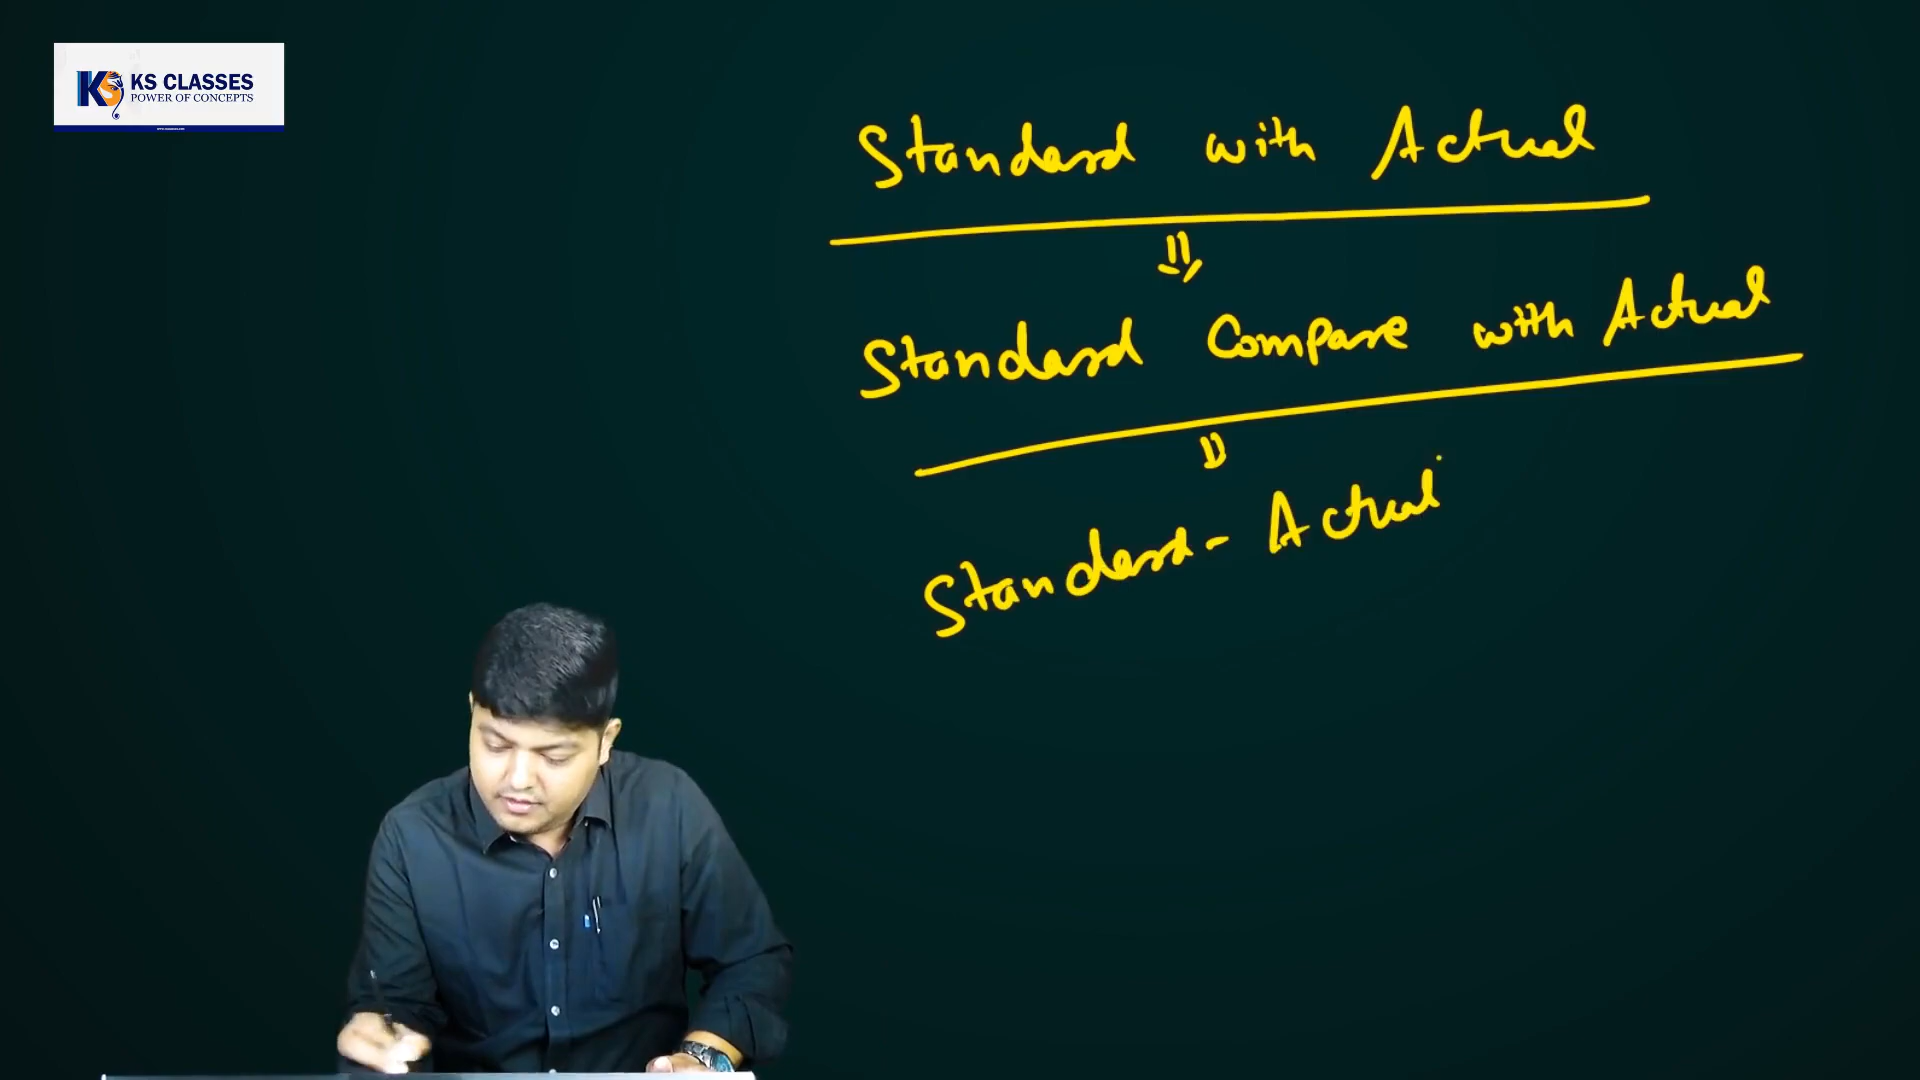 KS CLASSES
POWER OF CONCEPTS
Standard with Actual
Standard Compare with Actual
Standard - Actual